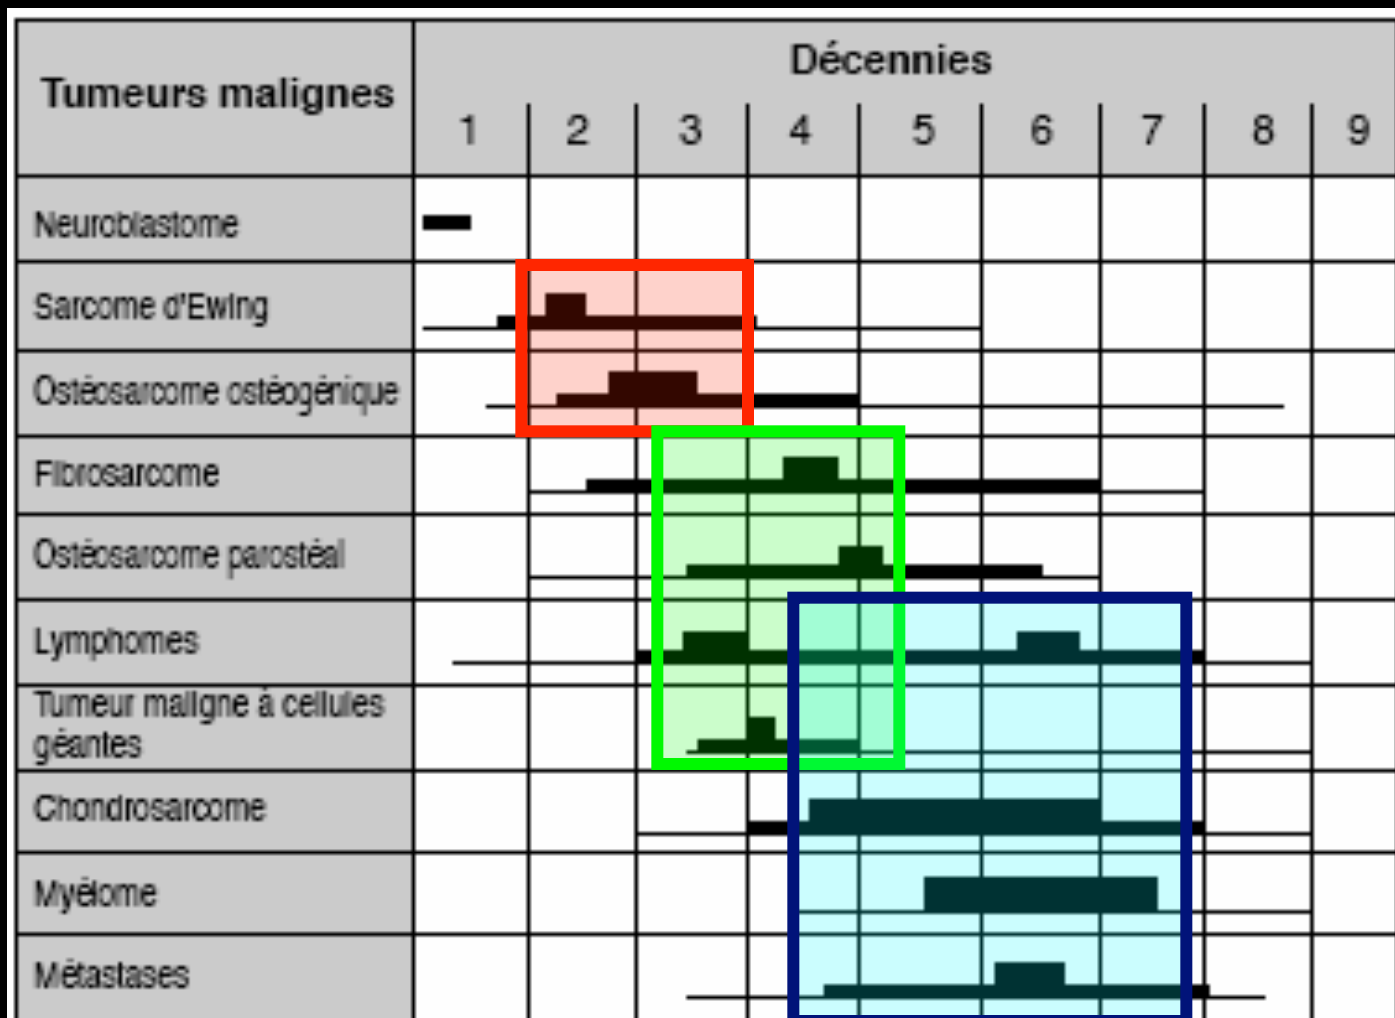 Tumeurs malignes
Décennies
1 2 3 4 5 6 7 8 9
Neuroblastome
Sarcome d'Ewing
Ostéosarcome ostéogénique
Fibrosarcome
Ostéosarcome parostéal
Lymphomes
Tumeur maligne à cellules
géantes
Chondrosarcome
Myélome
Métastases